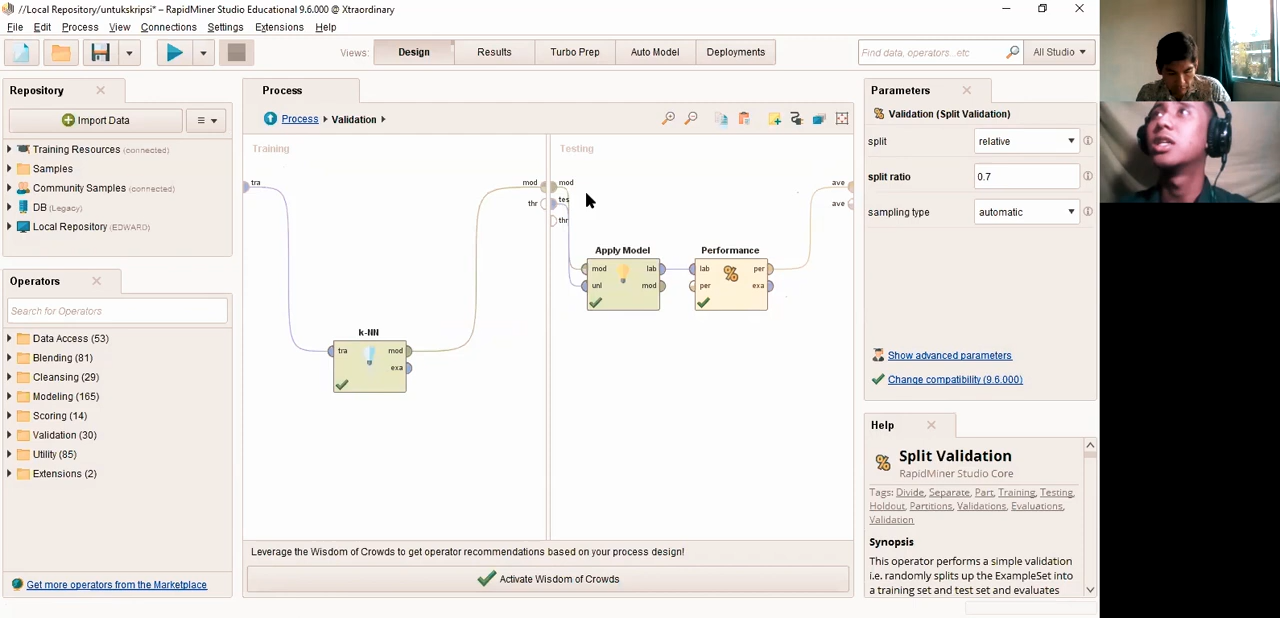 //Local Repository/untukskripsi* – RapidMiner Studio Educational 9.6.000 @ Xtraordinary
File Edit Process View Connections Settings Extensions Help
Views: Design Results Turbo Prep Auto Model Deployments
Find data, operators...etc All Studio
Repository
Import Data
Training Resources (connected)
Samples
Community Samples (connected)
DB (Legacy)
Local Repository (EDWARD)
Operators
Search for Operators
Data Access (53)
Blending (81)
Cleansing (29)
Modeling (165)
Scoring (14)
Validation (30)
Utility (85)
Extensions (2)
Get more operators from the Marketplace
Process
Process Validation
Training
tra
mod
thr
k-NN
tra mod
exa
Testing
mod
tes
thr
ave
ave
Apply Model
mod lab
unl mod
Performance
lab per
per exa
Leverage the Wisdom of Crowds to get operator recommendations based on your process design!
Activate Wisdom of Crowds
Parameters
Validation (Split Validation)
split relative
split ratio 0.7
sampling type automatic
Show advanced parameters
Change compatibility (9.6.000)
Help
Split Validation
RapidMiner Studio Core
Tags: Divide, Separate, Part, Training, Testing,
Holdout, Partitions, Validations, Evaluations,
Validation
Synopsis
This operator performs a simple validation
i.e. randomly splits up the ExampleSet into
a training set and test set and evaluates